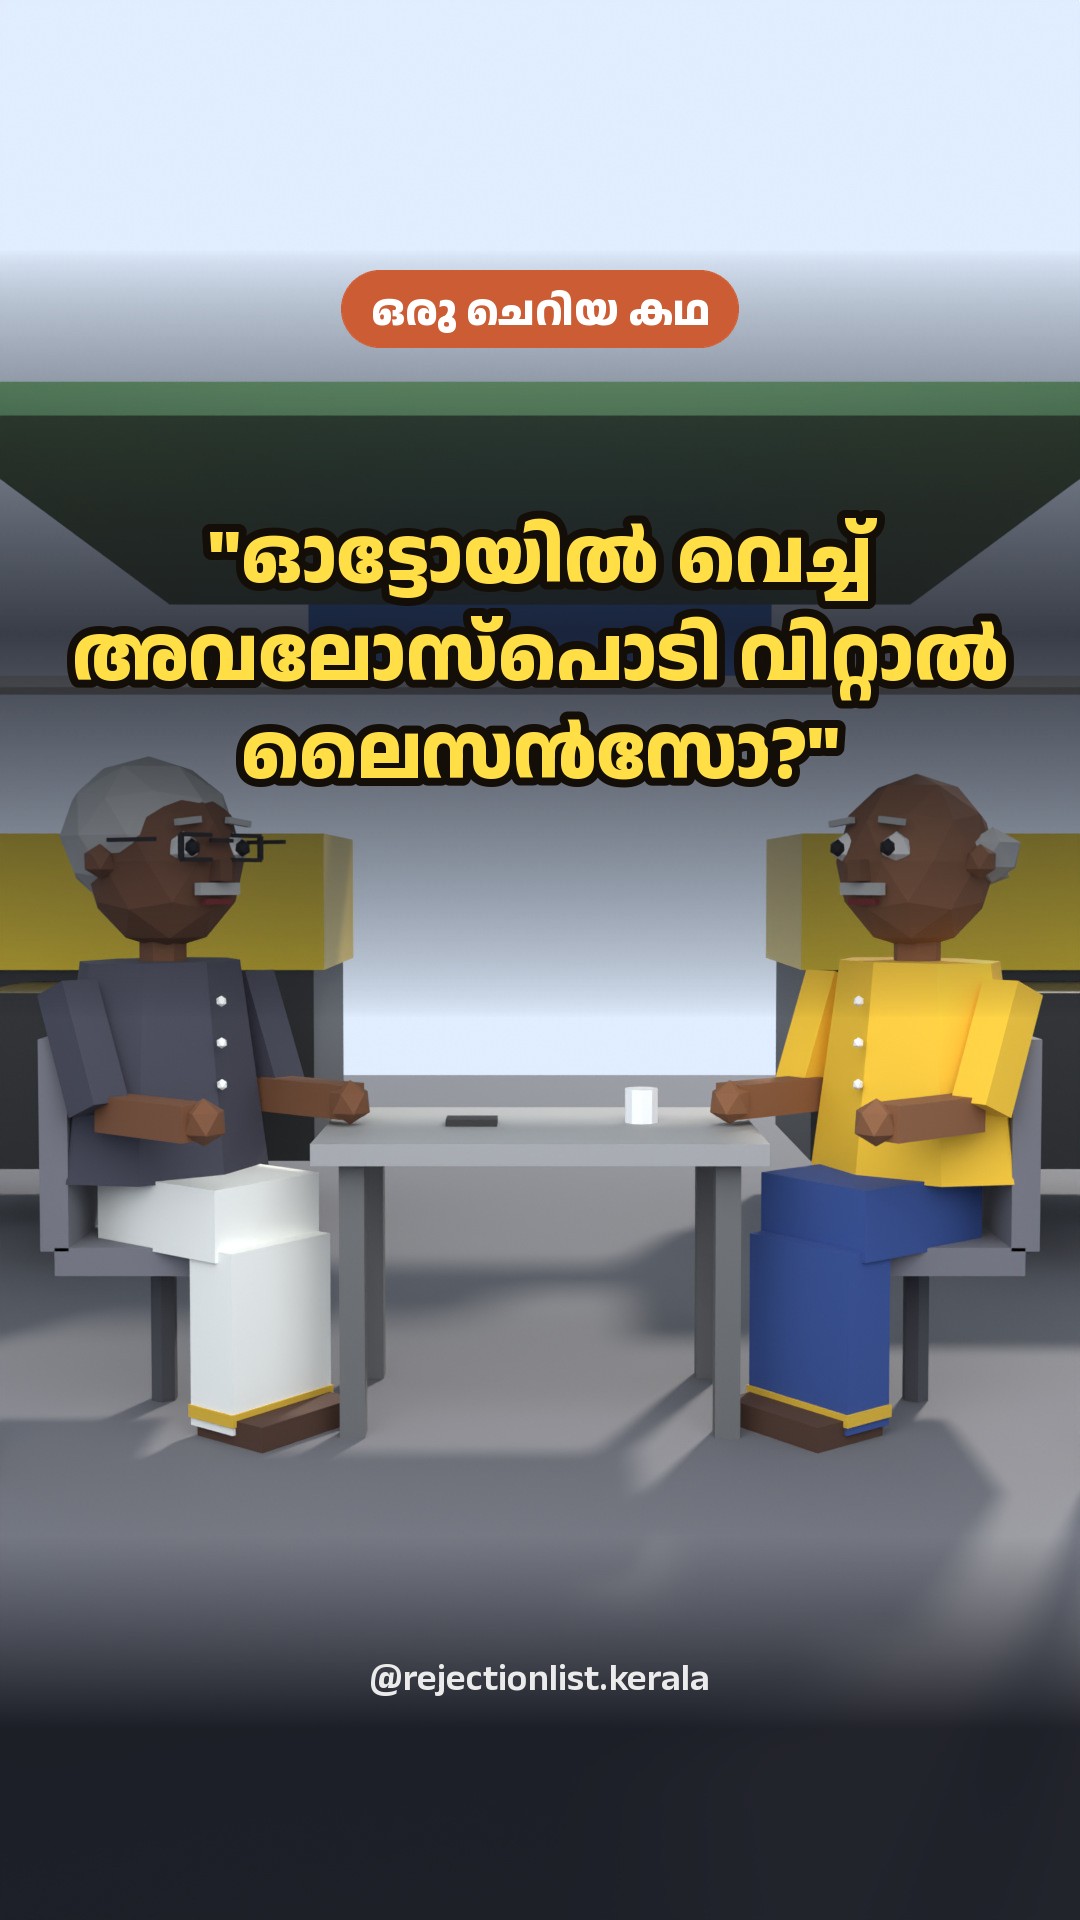 ഒരു ചെറിയ കഥ
"ഓട്ടോയിൽ വെച്ച്
അവലോസ്പൊടി വിറ്റാൽ
ലൈസൻസോ?"
@rejectionlist.kerala